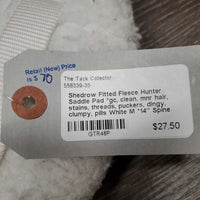 Retail (New) Price
is $ 70
The Tack Collector
556339-35
Shedrow Fitted Fleece Hunter
Saddle Pad *gc, clean, mnr hair,
stains, threads, puckers, dingy,
clumpy, pills White M *14" Spine
GTR48P
$27.50